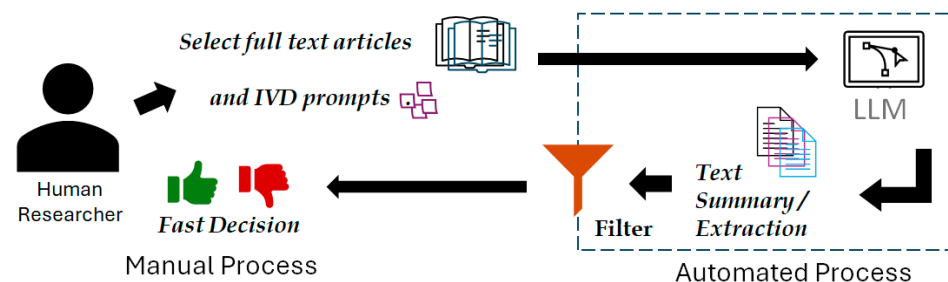 Select full text articles
and IVD prompts
LLM
Human
Researcher
Fast Decision
Filter
Text
Summary /
Extraction
Manual Process
Automated Process